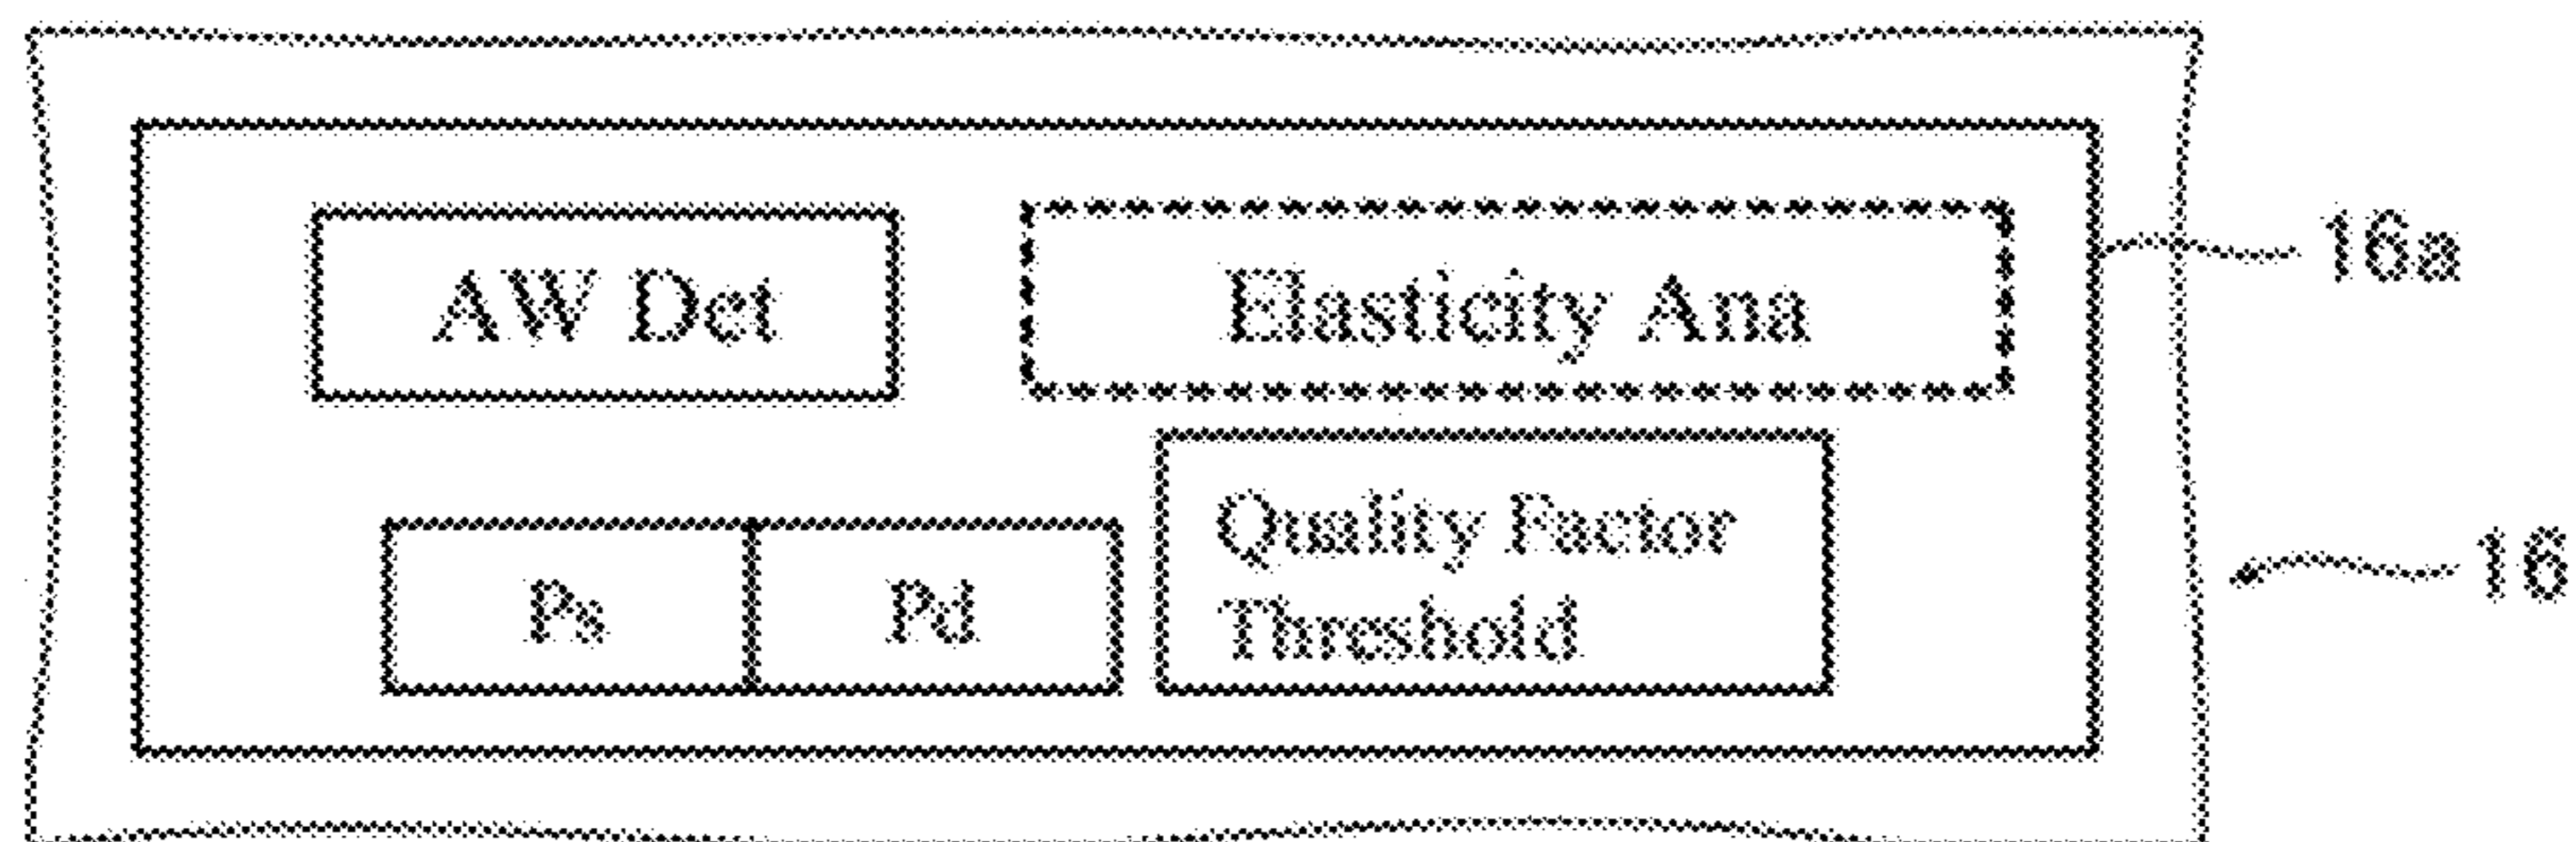 AW Det
Elasticity Ana
16a
Quality Factor
Threshold
Ps
Pd
16